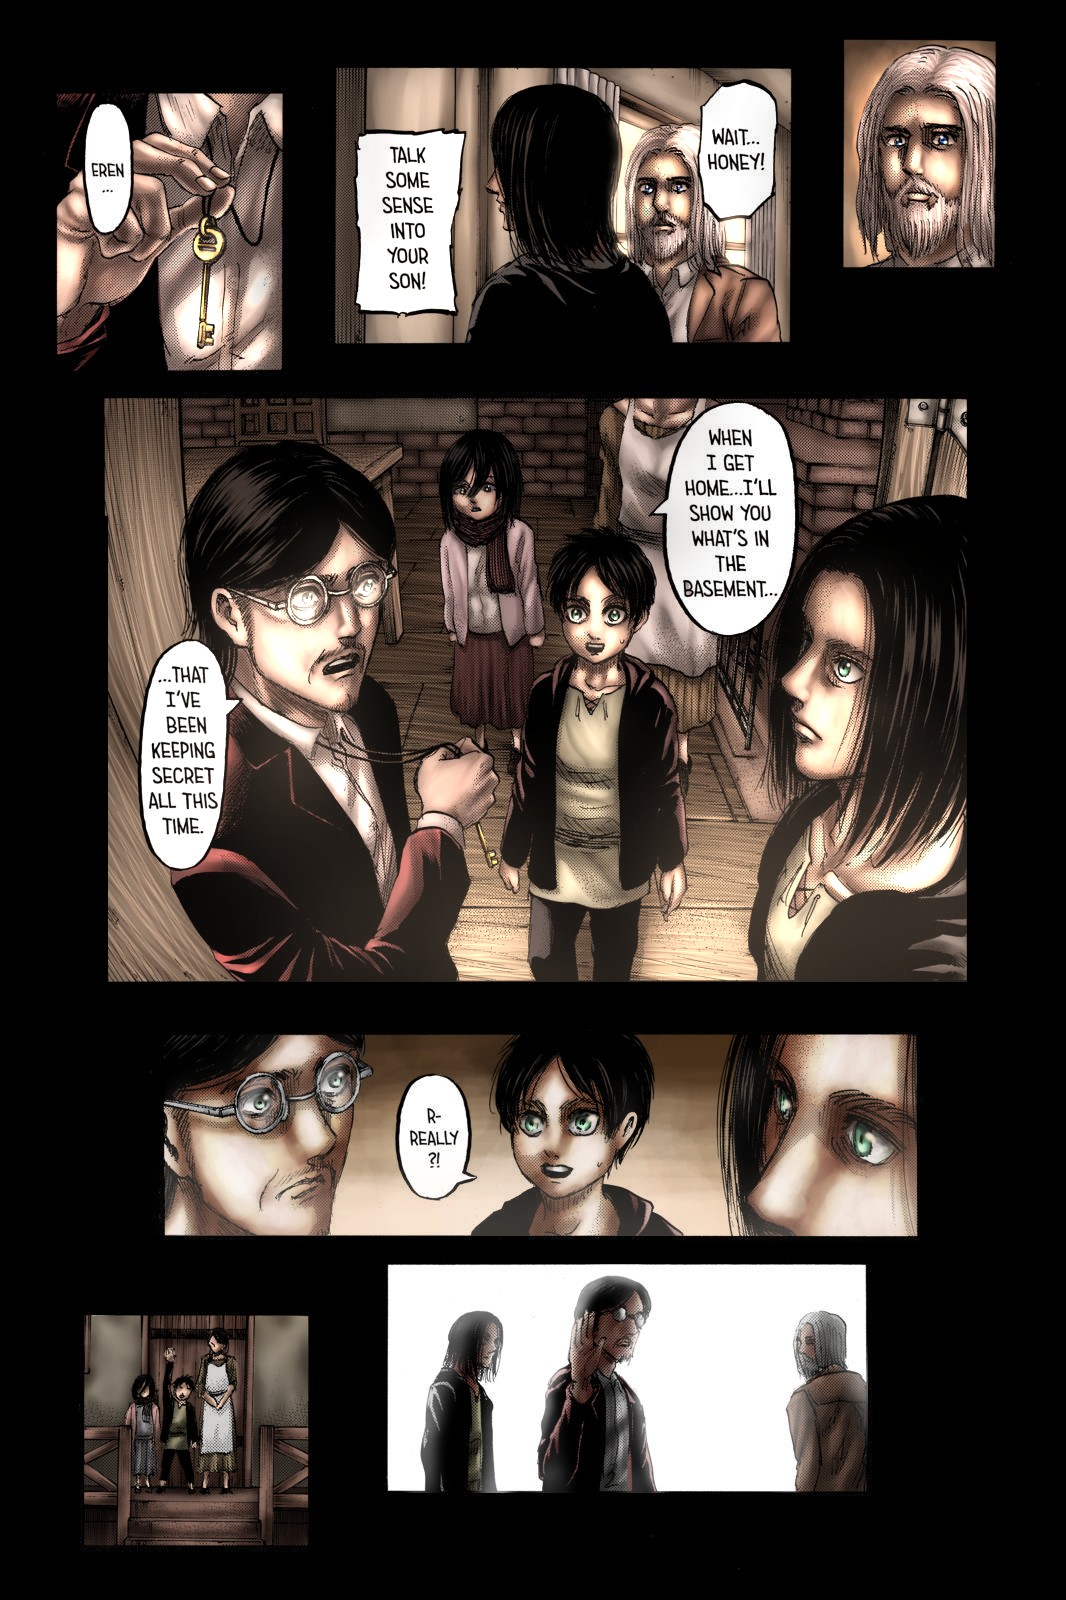 WAIT...
HONEY!
TALK
SOME
SENSE
INTO
YOUR
SON!
EREN
...
WHEN
I GET
HOME...I'LL
SHOW YOU
WHAT'S IN
THE
BASEMENT...
...THAT
I'VE
BEEN
KEEPING
SECRET
ALL THIS
TIME.
R-
REALLY
?!